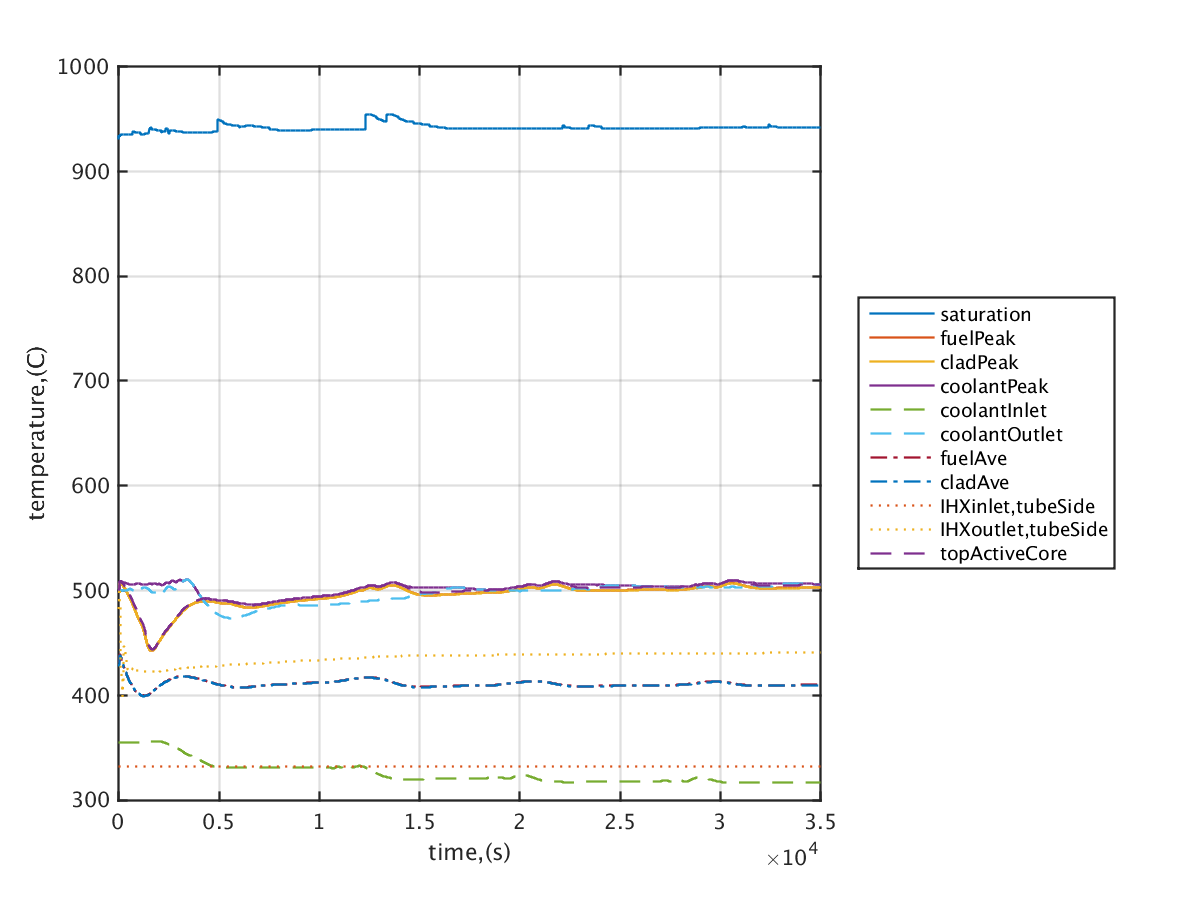 1000
900
800
700
600
500
400
300
temperature,(C)
0
0.5
1
1.5
2
2.5
3
3.5
time,(s)
×10⁴
saturation
fuelPeak
cladPeak
coolantPeak
coolantInlet
coolantOutlet
fuelAve
cladAve
IHXinlet,tubeSide
IHXoutlet,tubeSide
topActiveCore